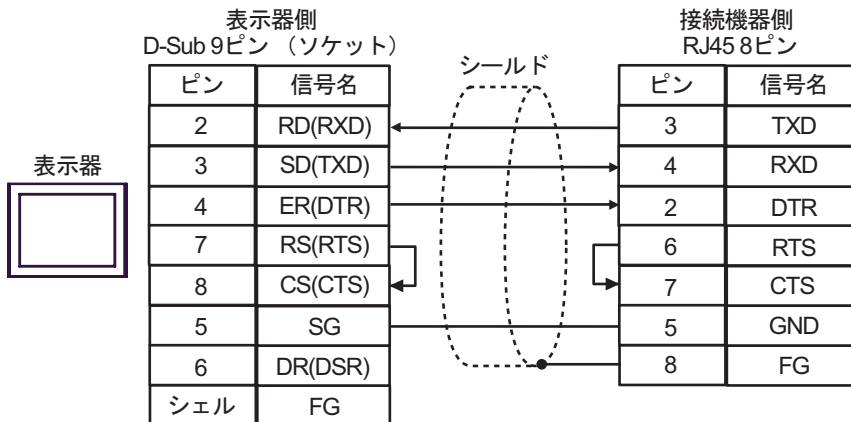 表示器側
D-Sub 9ピン （ソケット）
接続機器側
RJ45 8ピン
シールド
表示器
ピン 信号名
2 RD(RXD)
3 SD(TXD)
4 ER(DTR)
7 RS(RTS)
8 CS(CTS)
5 SG
6 DR(DSR)
シェル FG
ピン 信号名
3 TXD
4 RXD
2 DTR
6 RTS
7 CTS
5 GND
8 FG